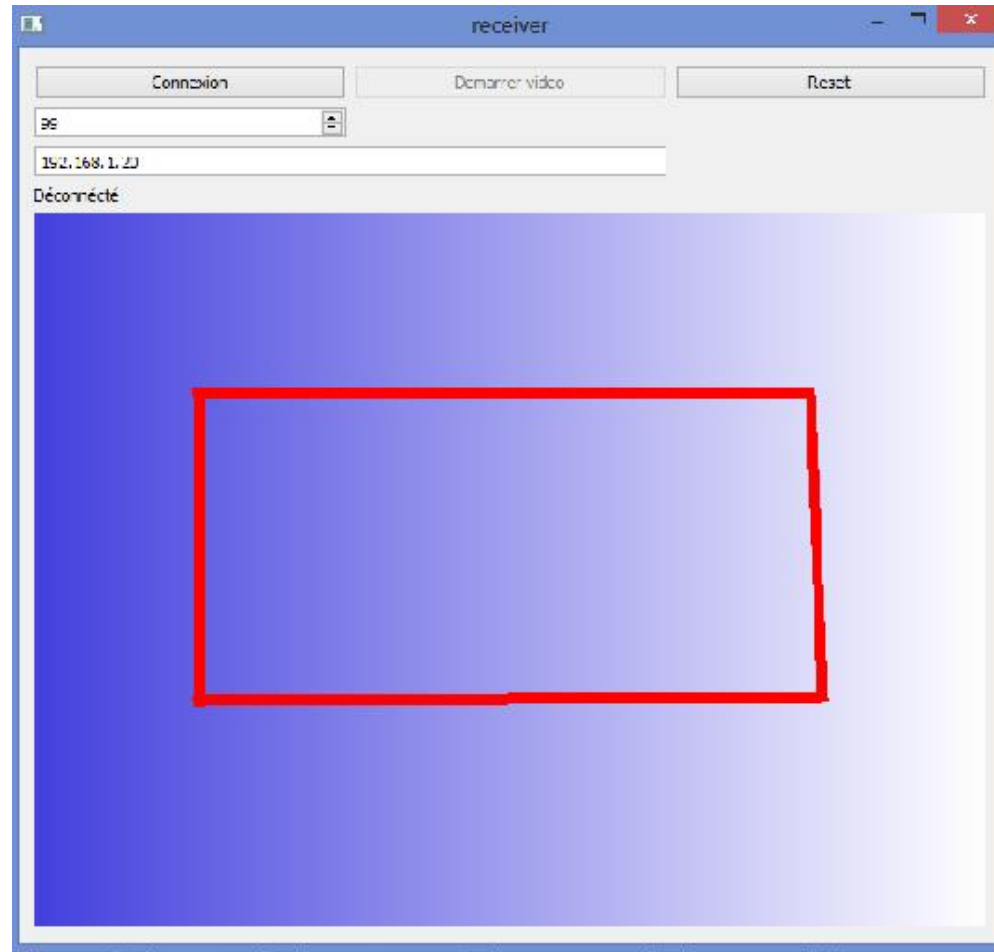 receiver
Connexion Demarrer video Reset
99
192.168.1.20
Déconnécté